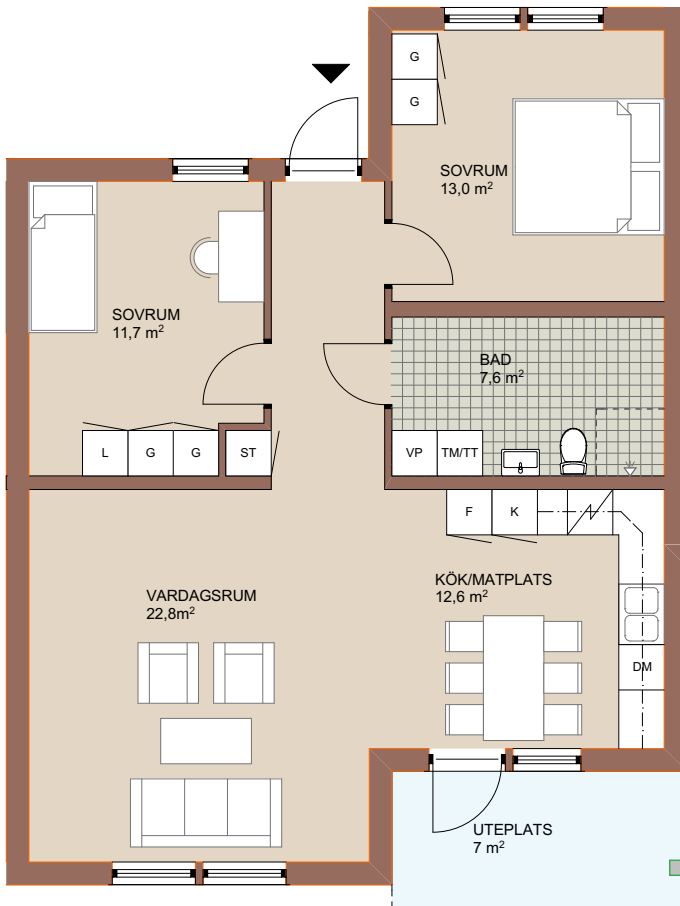 G
G
SOVRUM
13,0 m²
SOVRUM
11,7 m²
BAD
7,6 m²
L
G
G
ST
VP
TM/TT
F
K
VARDAGSRUM
22,8m²
KÖK/MATPLATS
12,6 m²
DM
UTEPLATS
7 m²